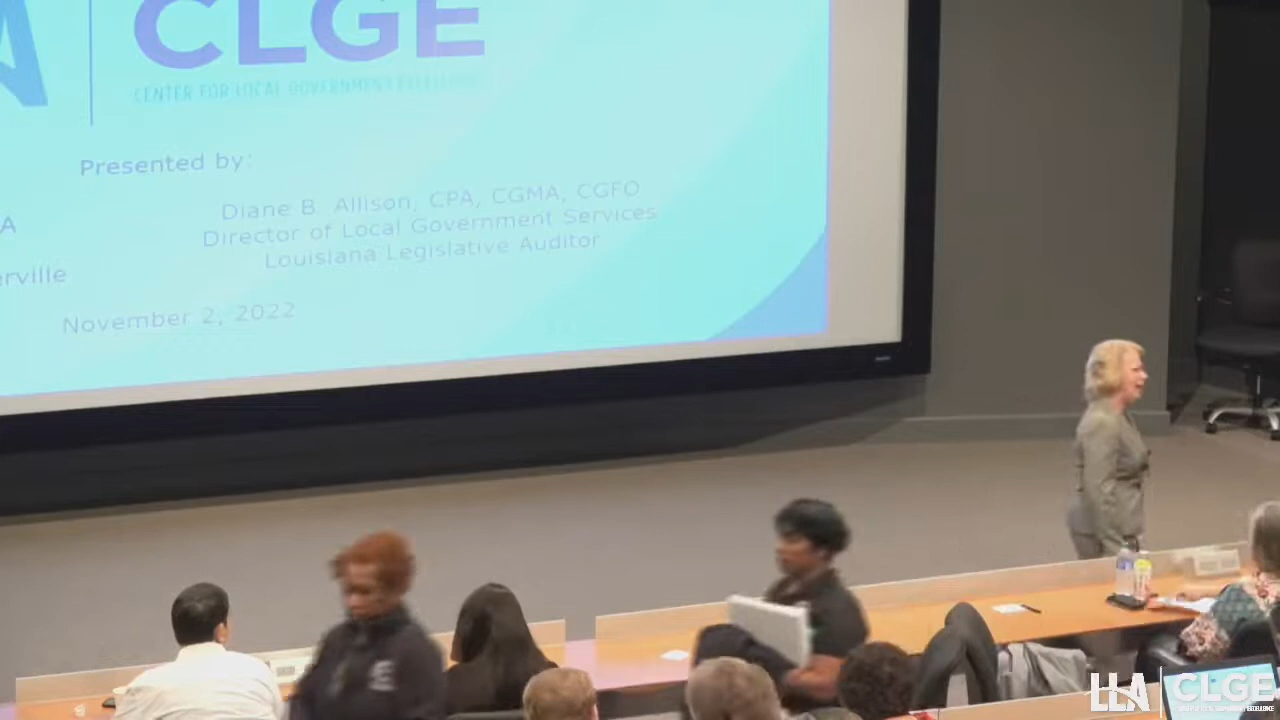 CLGE
CENTER FOR LOCAL GOVERNMENT EXCELLENCE
Presented by:
Diane B. Allison, CPA, CGMA, CGFO
Director of Local Government Services
Louisiana Legislative Auditor
A
erville
November 2, 2022
LLA CLGE